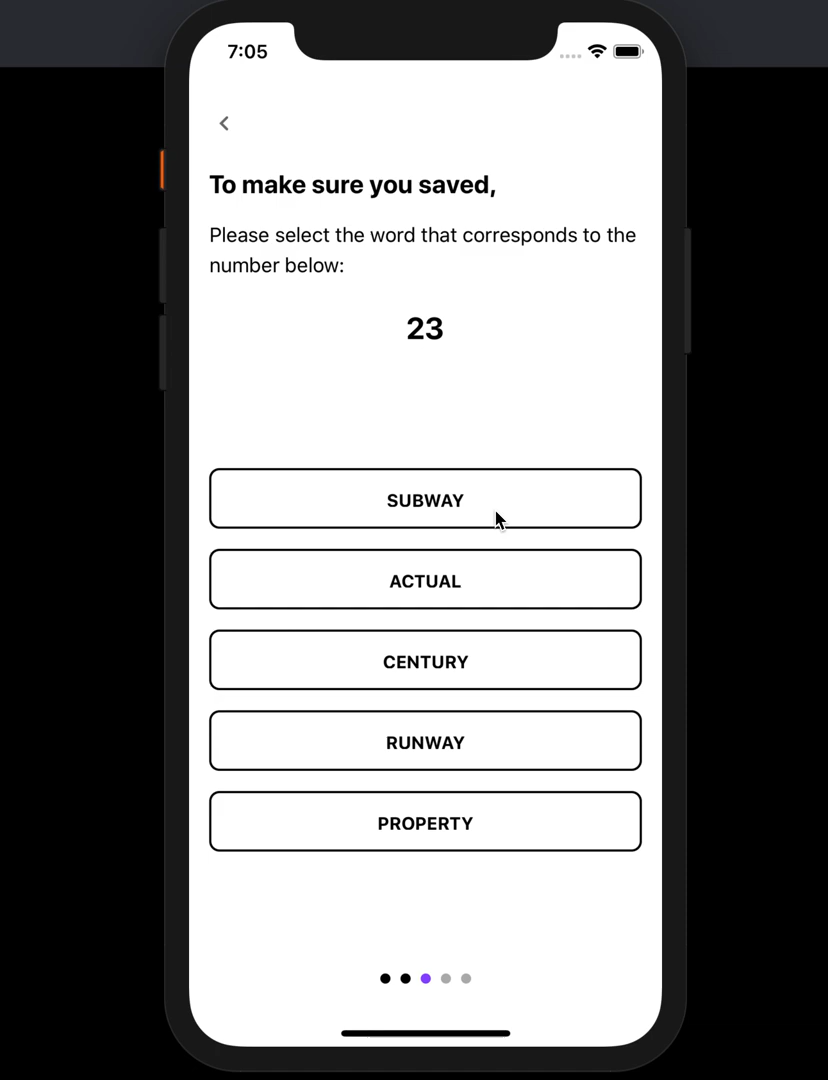 7:05
To make sure you saved,
Please select the word that corresponds to the
number below:
23
SUBWAY
ACTUAL
CENTURY
RUNWAY
PROPERTY